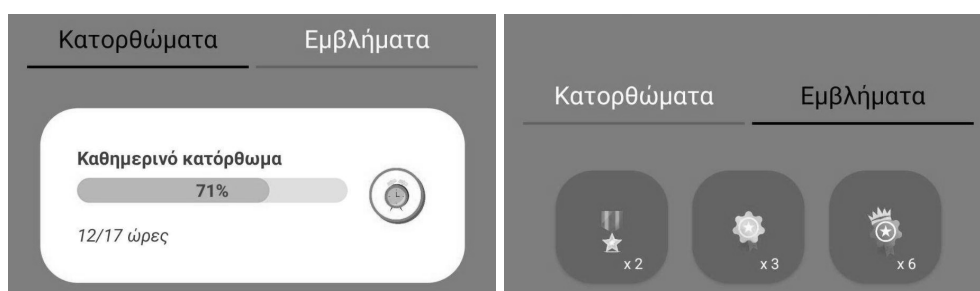 Κατορθώματα Εμβλήματα
Καθημερινό κατόρθωμα
71%
12/17 ώρες
Κατορθώματα Εμβλήματα
x 2 x 3 x 6